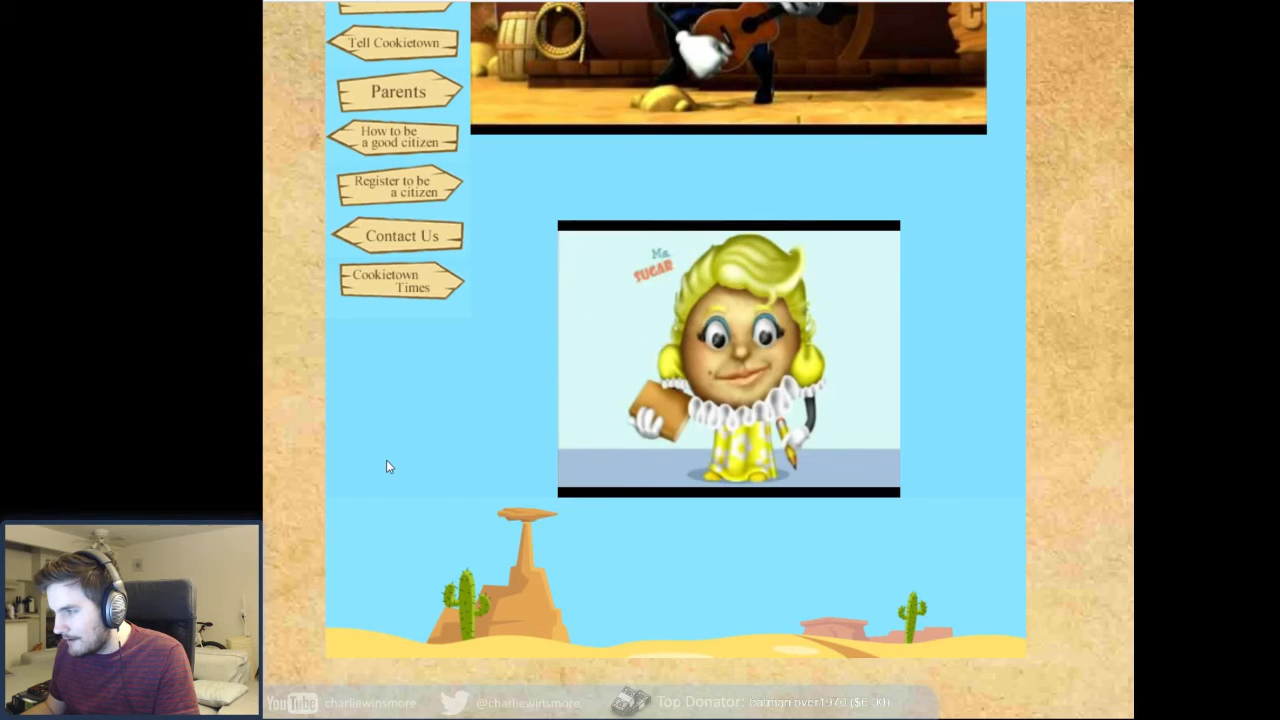 Tell Cookietown
Parents
How to be
a good citizen
Register to be
a citizen
Contact Us
Cookietown
Times
Ms.
SUGAR
YouTube charliewinsmore
@charliewinsmore
Top Donator: